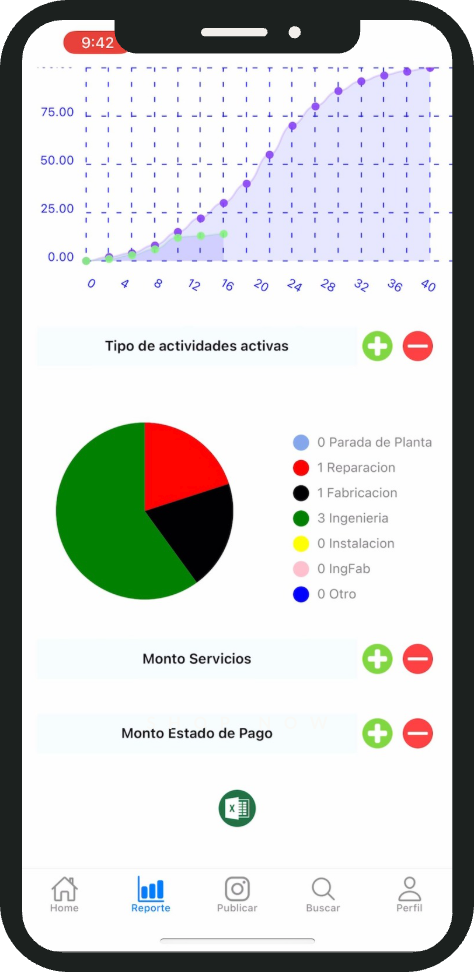 9:42
75.00
50.00
25.00
0.00
0 4 8 12 16 20 24 28 32 36 40
Tipo de actividades activas
0 Parada de Planta
1 Reparacion
1 Fabricacion
3 Ingenieria
0 Instalacion
0 IngFab
0 Otro
Monto Servicios
Monto Estado de Pago
X
Home Reporte Publicar Buscar Perfil